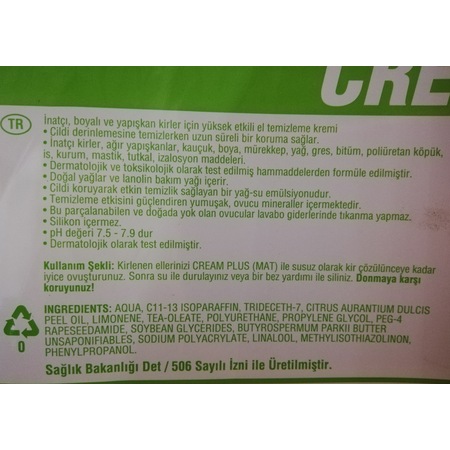 CRE
TR
İnatçı, boyalı ve yapışkan kirler için yüksek etkili el temizleme kremi
• Cildi derinlemesine temizlerken uzun süreli bir koruma sağlar.
• İnatçı kirler, ağır yapışkanlar, kauçuk, boya, mürekkep, yağ, gres, bitüm, poliüretan köpük,
is, kurum, mastik, tutkal, izalosyon maddeleri.
• Dermatolojik ve toksikolojik olarak test edilmiş hammaddelerden formüle edilmiştir.
• Doğal yağlar ve lanolin bakım yağı içerir.
• Cildi koruyarak etkin temizlik sağlayan bir yağ-su emülsiyonudur.
• Temizleme etkisini güçlendiren yumuşak, ovucu mineraller içermektedir.
• Bu parçalanabilen ve doğada yok olan ovucular lavabo giderlerinde tıkanma yapmaz.
• Silikon içermez.
• pH değeri 7.5 - 7.9 dur
• Dermatolojik olarak test edilmiştir.
Kullanım Şekli: Kirlenen ellerinizi CREAM PLUS (MAT) ile susuz olarak kir çözülünceye kadar
iyice ovuşturunuz. Sonra su ile durulayınız veya bir bez yardımı ile siliniz. Donmaya karşı
koruyunuz!
INGREDIENTS: AQUA, C11-13 ISOPARAFFIN, TRIDECETH-7, CITRUS AURANTIUM DULCIS
PEEL OIL, LIMONENE, TEA-OLEATE, POLYURETHANE, PROPYLENE GLYCOL, PEG-4
RAPESEEDAMIDE, SOYBEAN GLYCERIDES, BUTYROSPERMUM PARKII BUTTER
UNSAPONIFIABLES, SODIUM POLYACRYLATE, LINALOOL, METHYLISOTHIAZOLINON,
PHENYLPROPANOL.
0
Sağlık Bakanlığı Det / 506 Sayılı İzni ile Üretilmiştir.